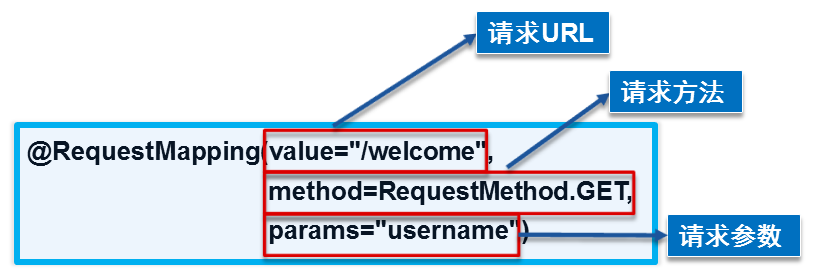 请求URL
请求方法
@RequestMapping(value="/welcome",
method=RequestMethod.GET,
params="username")
请求参数